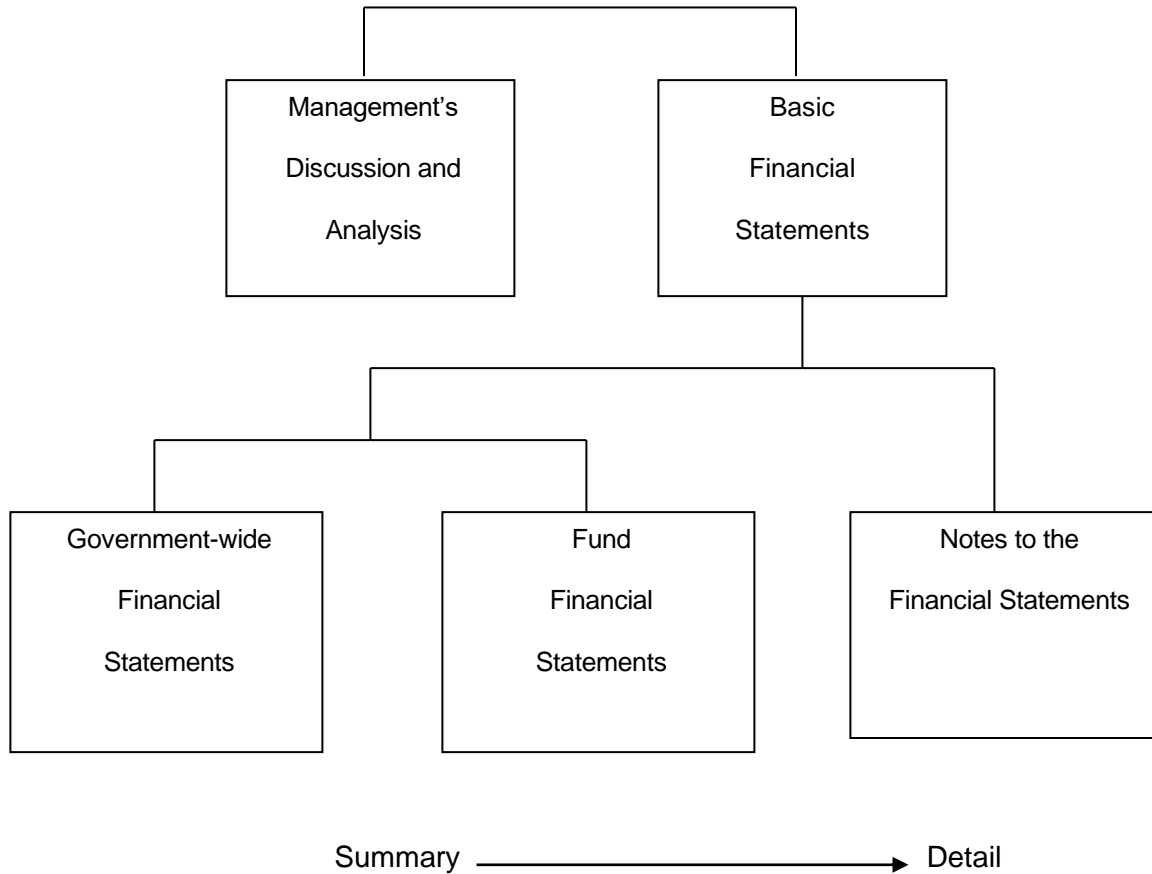 Management’s
Discussion and
Analysis
Basic
Financial
Statements
Government-wide
Financial
Statements
Fund
Financial
Statements
Notes to the
Financial Statements
Summary
Detail